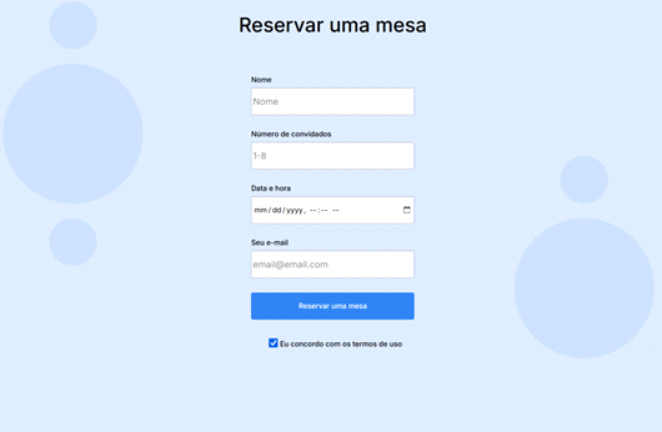 Reservar uma mesa
Nome
Nome
Número de convidados
1-8
Data e hora
mm/dd/yyyy, --:-- --
Seu e-mail
email@email.com
Reservar uma mesa
Eu concordo com os termos de uso